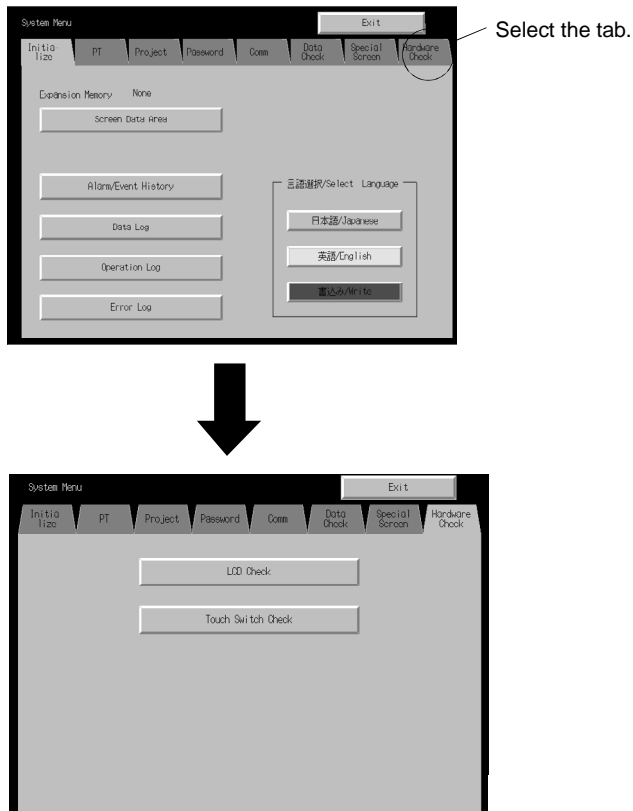 System Menu
Exit
Select the tab.
Initia-
lize
PT
Project
Password
Comm
Data
Check
Special
Screen
Hardware
Check
Expansion Memory None
Screen Data Area
Alarm/Event History
Data Log
Operation Log
Error Log
言語選択/Select Language
日本語/Japanese
英語/English
書込み/Write
System Menu
Exit
Initia
lize
PT
Project
Password
Comm
Data
Check
Special
Screen
Hardware
Check
LCD Check
Touch Switch Check